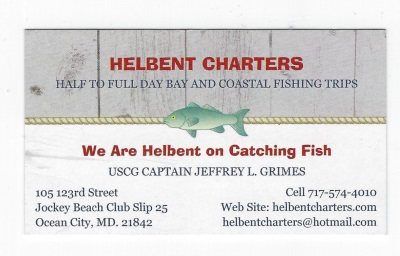 HELBENT CHARTERS
HALF TO FULL DAY BAY AND COASTAL FISHING TRIPS
We Are Helbent on Catching Fish
USCG CAPTAIN JEFFREY L. GRIMES
105 123rd Street
Jockey Beach Club Slip 25
Ocean City, MD. 21842
Cell 717-574-4010
Web Site: helbentcharters.com
helbentcharters@hotmail.com